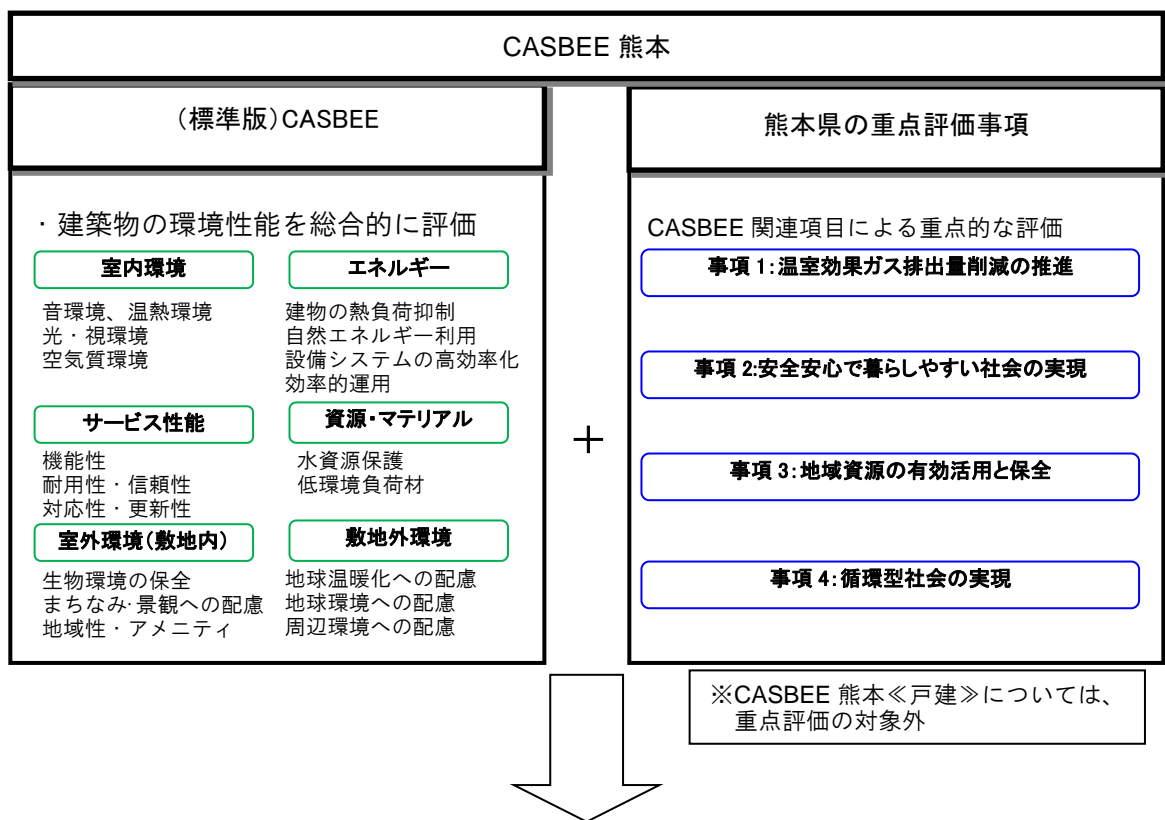 CASBEE 熊本
（標準版）CASBEE
・建築物の環境性能を総合的に評価
室内環境
音環境、温熱環境
光・視環境
空気質環境
エネルギー
建物の熱負荷抑制
自然エネルギー利用
設備システムの高効率化
効率的運用
サービス性能
機能性
耐用性・信頼性
対応性・更新性
資源・マテリアル
水資源保護
低環境負荷材
室外環境（敷地内）
生物環境の保全
まちなみ・景観への配慮
地域性・アメニティ
敷地外環境
地球温暖化への配慮
地球環境への配慮
周辺環境への配慮
＋
熊本県の重点評価事項
CASBEE 関連項目による重点的な評価
事項 1：温室効果ガス排出量削減の推進
事項 2:安全安心で暮らしやすい社会の実現
事項 3：地域資源の有効活用と保全
事項 4：循環型社会の実現
※CASBEE 熊本≪戸建≫については、
重点評価の対象外